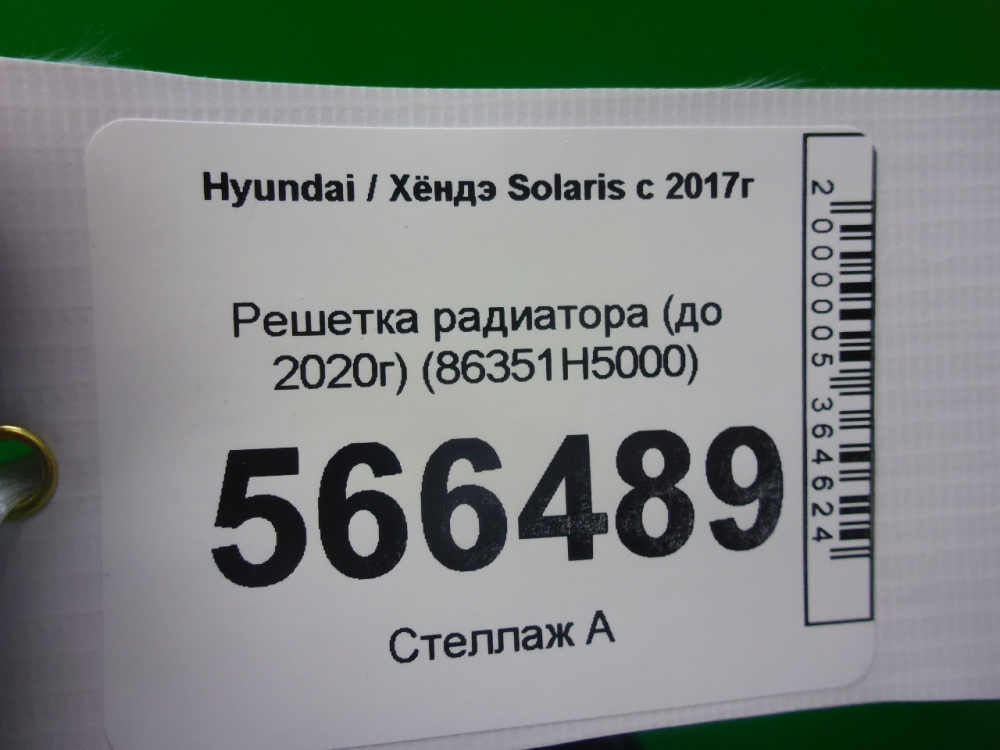 Hyundai / Хёндэ Solaris с 2017г
Решетка радиатора (до
2020г) (86351H5000)
566489
Стеллаж А
2000005364624